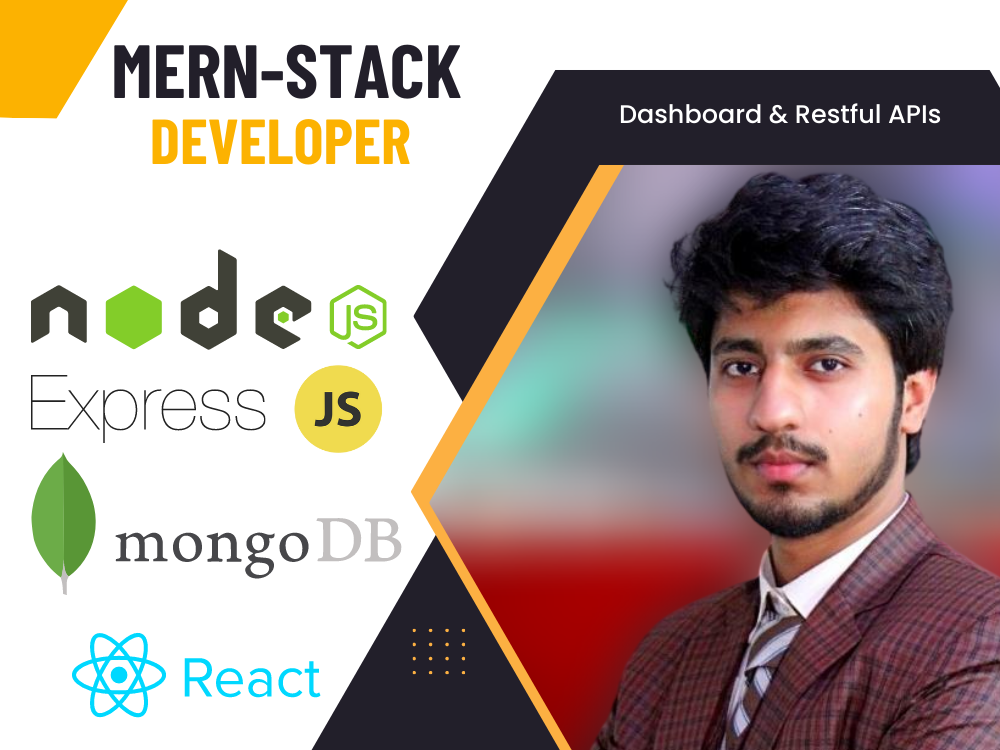 MERN-STACK
DEVELOPER
Dashboard & Restful APIs
node JS
Express JS
mongoDB
React